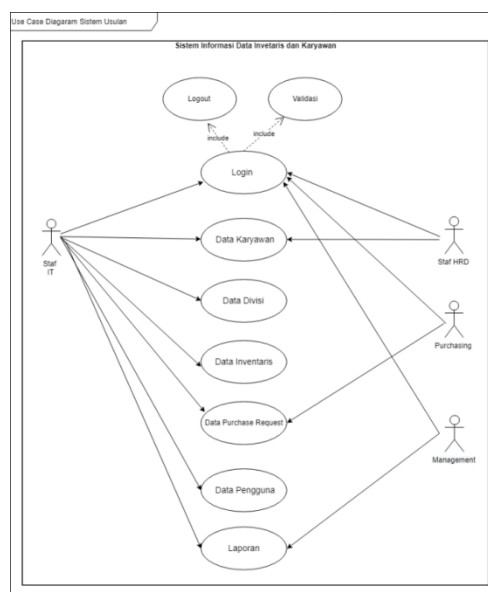 Use Case Diagaram Sistem Usulan
Sistem Informasi Data Invetaris dan Karyawan
Logout
Validasi
include
include
Login
Data Karyawan
Staf
IT
Staf HRD
Data Divisi
Purchasing
Data Inventaris
Data Purchase Request
Management
Data Pengguna
Laporan